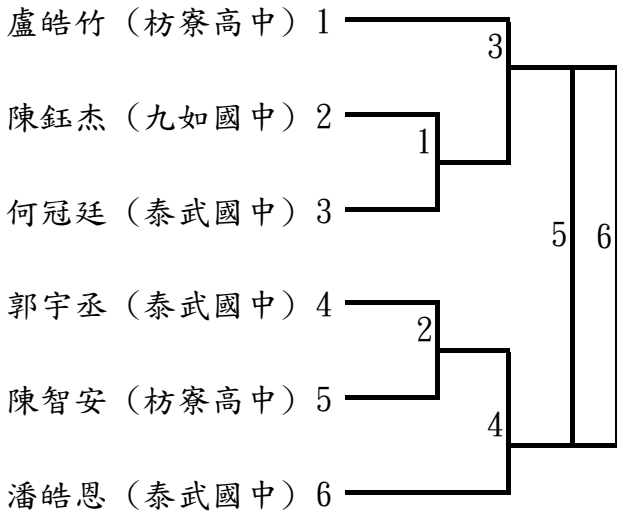 盧皓竹（枋寮高中）1
3
陳鈺杰（九如國中）2
1
何冠廷（泰武國中）3
5 6
郭宇丞（泰武國中）4
2
陳智安（枋寮高中）5
4
潘皓恩（泰武國中）6